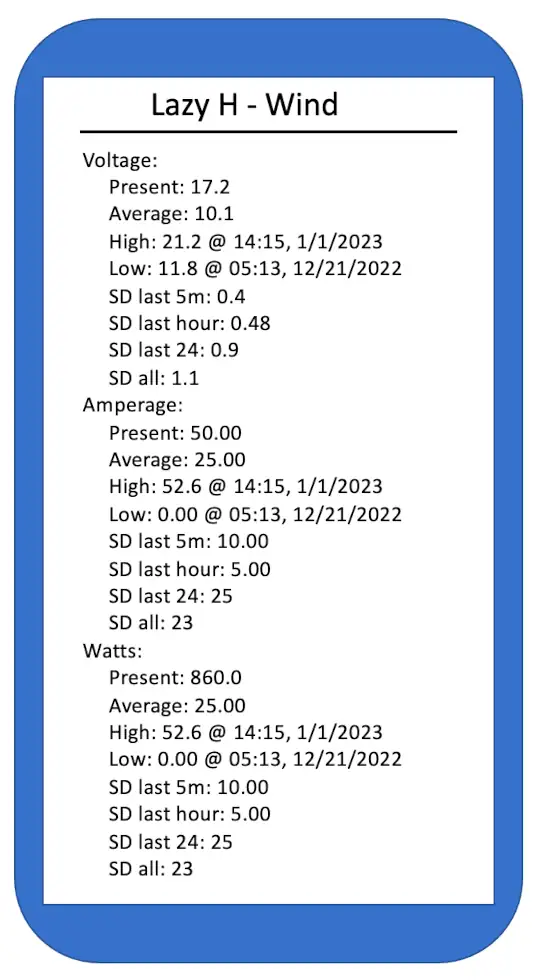 Lazy H - Wind
Voltage:
Present: 17.2
Average: 10.1
High: 21.2 @ 14:15, 1/1/2023
Low: 11.8 @ 05:13, 12/21/2022
SD last 5m: 0.4
SD last hour: 0.48
SD last 24: 0.9
SD all: 1.1
Amperage:
Present: 50.00
Average: 25.00
High: 52.6 @ 14:15, 1/1/2023
Low: 0.00 @ 05:13, 12/21/2022
SD last 5m: 10.00
SD last hour: 5.00
SD last 24: 25
SD all: 23
Watts:
Present: 860.0
Average: 25.00
High: 52.6 @ 14:15, 1/1/2023
Low: 0.00 @ 05:13, 12/21/2022
SD last 5m: 10.00
SD last hour: 5.00
SD last 24: 25
SD all: 23